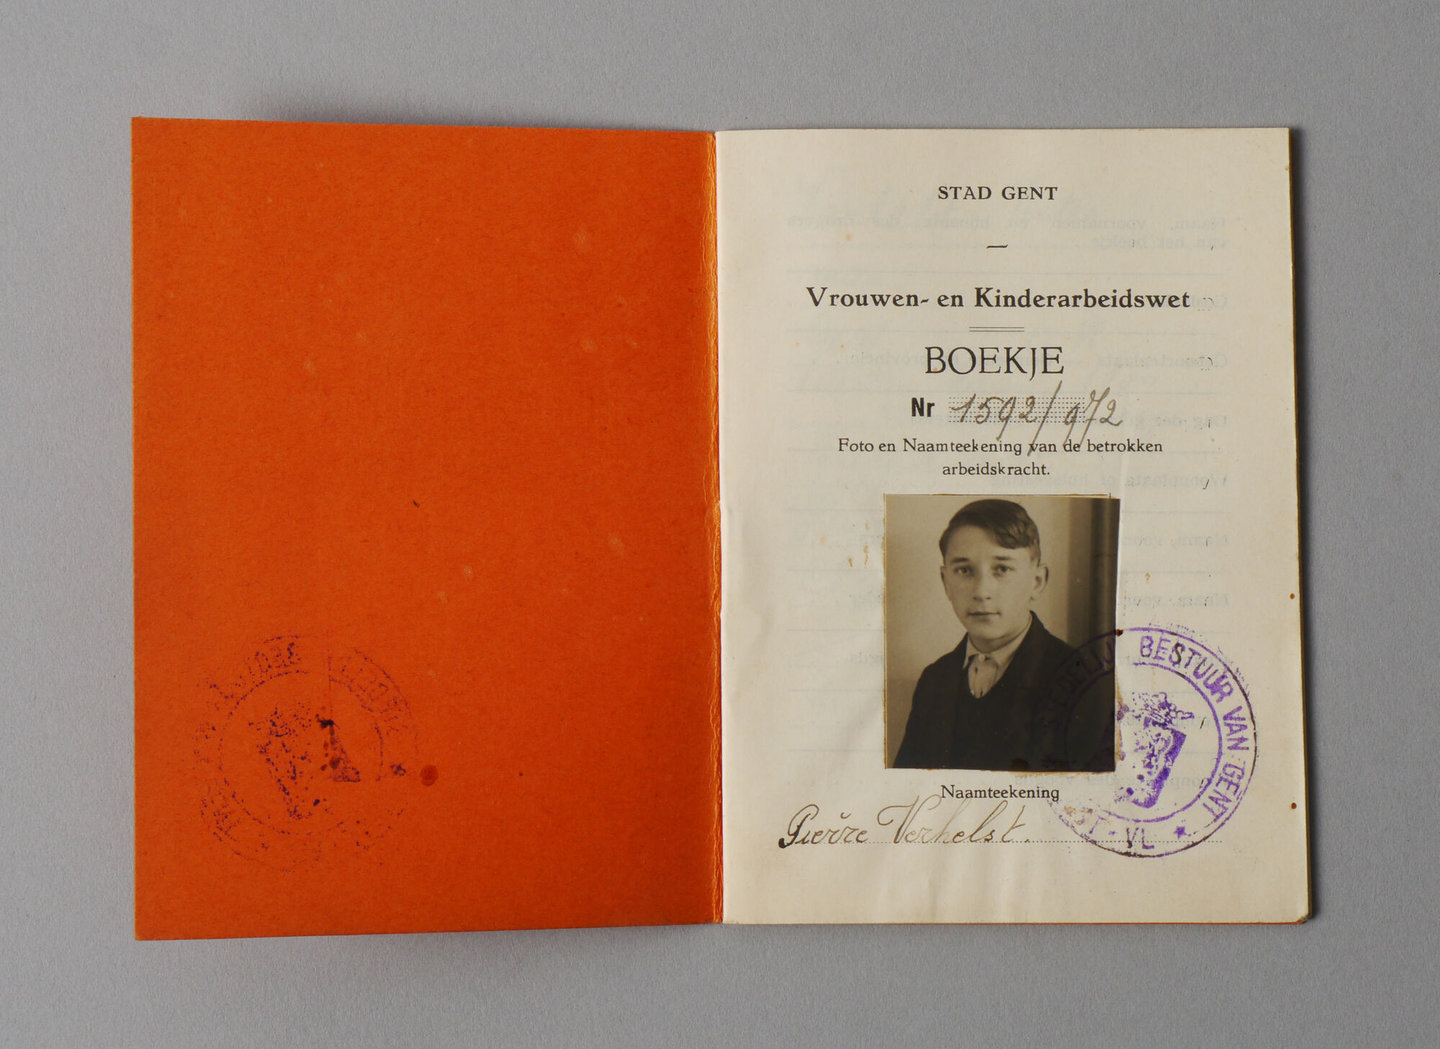 STAD GENT
Vrouwen- en Kinderarbeidswet
BOEKJE
Nr 1592/972
Foto en Naamteekening van de betrokken
arbeidskracht.
BESTUUR VAN GENT
VL
Naamteekening
Pierre Verhelst.